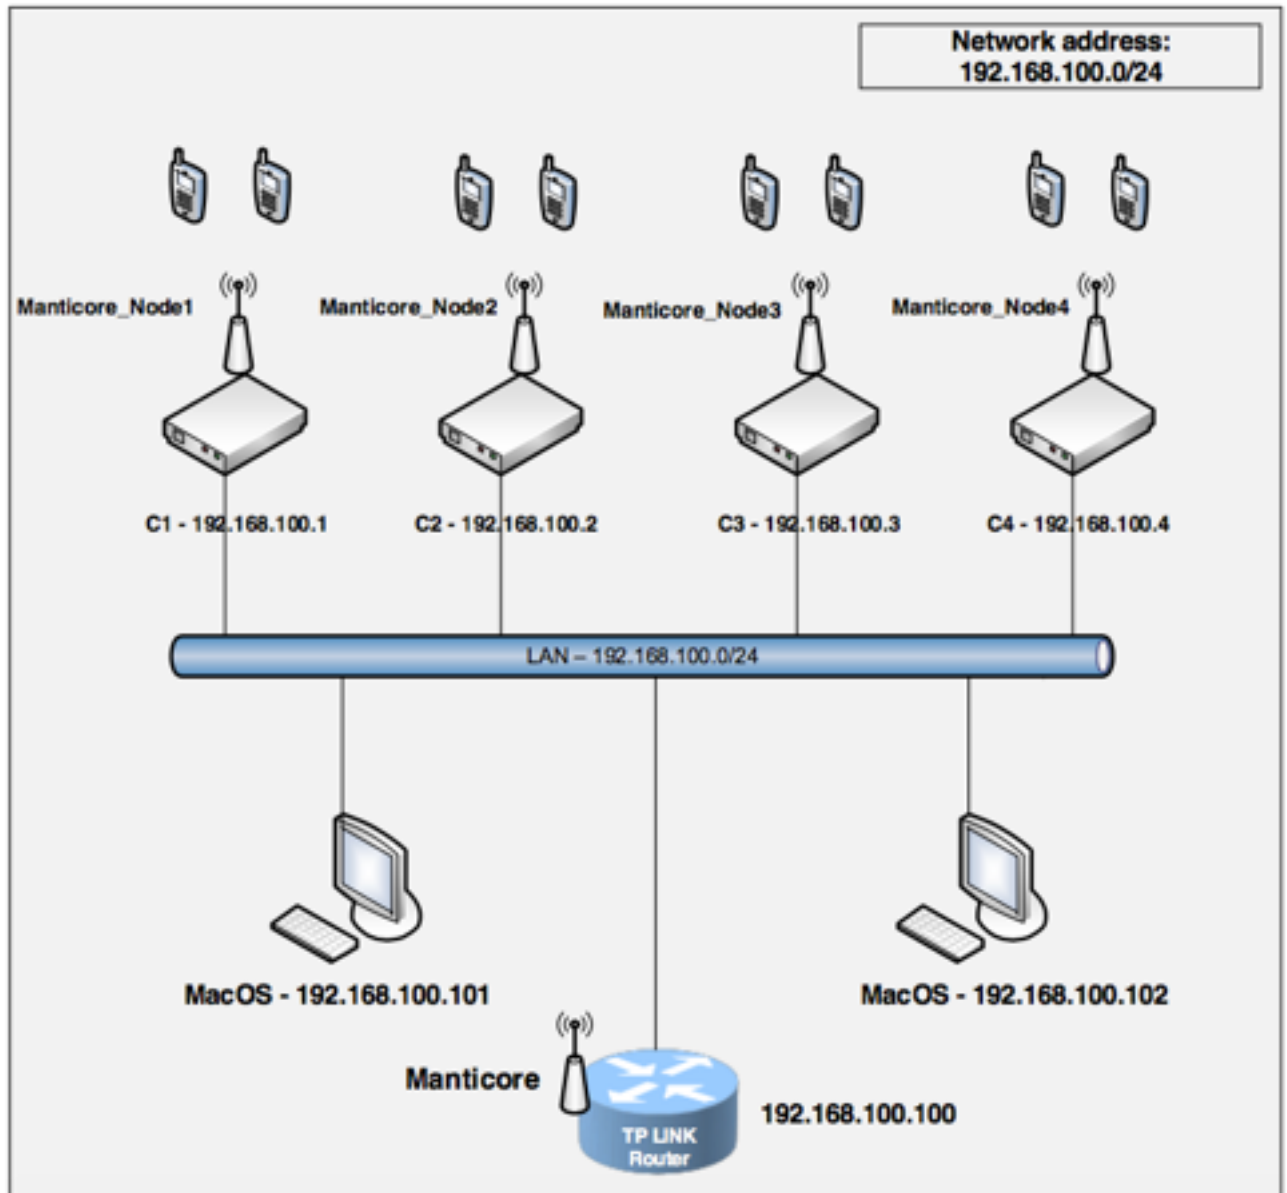 Network address:
192.168.100.0/24
Manticore_Node1
Manticore_Node2
Manticore_Node3
Manticore_Node4
C1 - 192.168.100.1
C2 - 192.168.100.2
C3 - 192.168.100.3
C4 - 192.168.100.4
LAN – 192.168.100.0/24
MacOS - 192.168.100.101
MacOS - 192.168.100.102
Manticore
192.168.100.100
TP LINK
Router